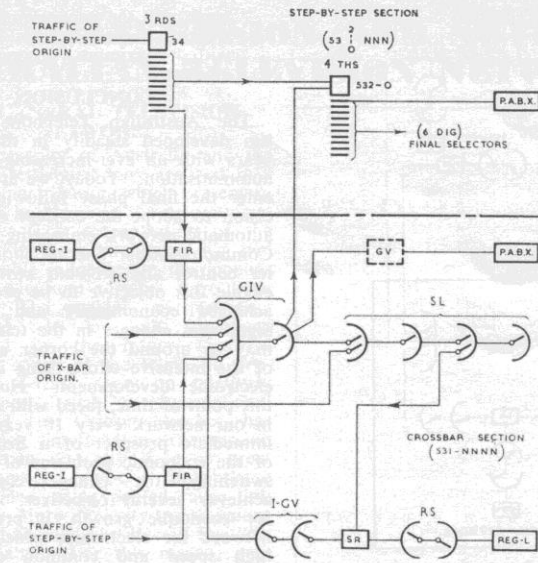 3 RDS
STEP-BY-STEP SECTION
TRAFFIC OF
STEP-BY-STEP
ORIGIN
34
2
(53 NNN)
0
4 THS
532-0
P.A.B.X.
(6 DIG)
FINAL SELECTORS
REG-I
FIR
RS
GIV
GV
P.A.B.X.
SL
TRAFFIC
OF X-BAR
ORIGIN.
RS
CROSSBAR SECTION
(531-NNNN)
REG-I
FIR
I-GV
RS
TRAFFIC OF
STEP-BY-STEP
ORIGIN
SR
REG-L